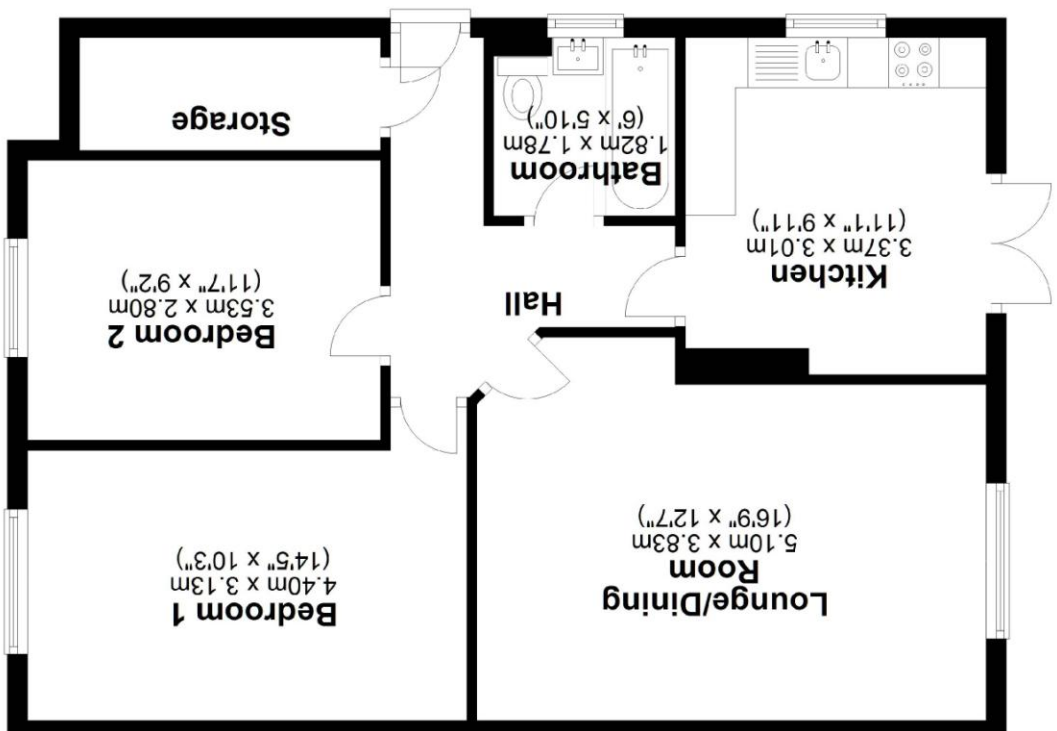 Lounge/Dining
Room
5.10m x 3.83m
(16'9" x 12'7")
Bedroom 1
4.40m x 3.13m
(14'5" x 10'3")
Kitchen
3.37m x 3.01m
(11'1" x 9'11")
Hall
Bedroom 2
3.53m x 2.80m
(11'7" x 9'2")
Bathroom
1.82m x 1.78m
(6' x 5'10")
Storage